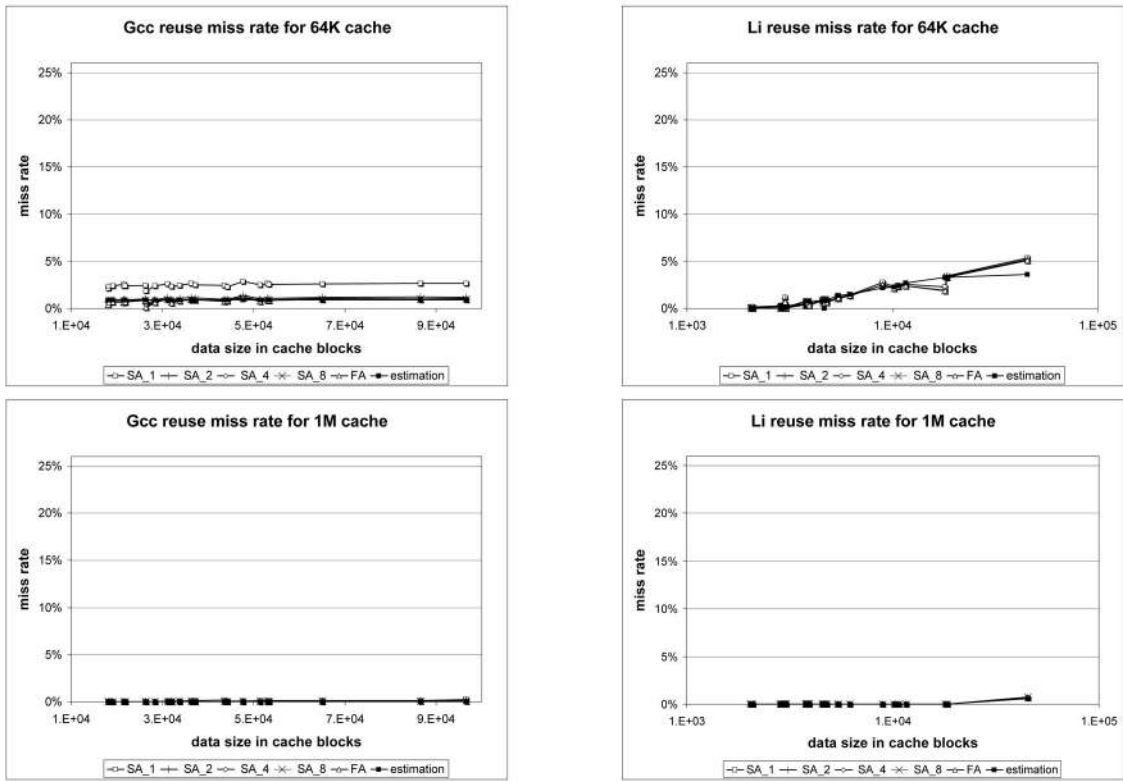 Gcc reuse miss rate for 64K cache
25%
20%
15%
10%
5%
0%
miss rate
1.E+04 3.E+04 5.E+04 7.E+04 9.E+04
data size in cache blocks
SA_1 SA_2 SA_4 SA_8 FA estimation
Li reuse miss rate for 64K cache
25%
20%
15%
10%
5%
0%
miss rate
1.E+03 1.E+04 1.E+05
data size in cache blocks
SA_1 SA_2 SA_4 SA_8 FA estimation
Gcc reuse miss rate for 1M cache
25%
20%
15%
10%
5%
0%
miss rate
1.E+04 3.E+04 5.E+04 7.E+04 9.E+04
data size in cache blocks
SA_1 SA_2 SA_4 SA_8 FA estimation
Li reuse miss rate for 1M cache
25%
20%
15%
10%
5%
0%
miss rate
1.E+03 1.E+04 1.E+05
data size in cache blocks
SA_1 SA_2 SA_4 SA_8 FA estimation